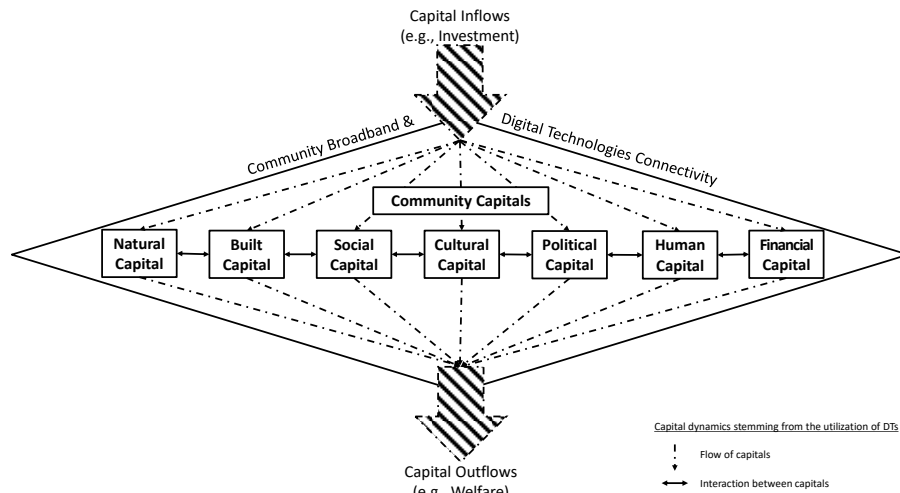 Capital Inflows
(e.g., Investment)
Community Broadband &
Digital Technologies Connectivity
Community Capitals
Natural
Capital
Built
Capital
Social
Capital
Cultural
Capital
Political
Capital
Human
Capital
Financial
Capital
Capital Outflows
(e.g., Welfare)
Capital dynamics stemming from the utilization of DTs
Flow of capitals
Interaction between capitals